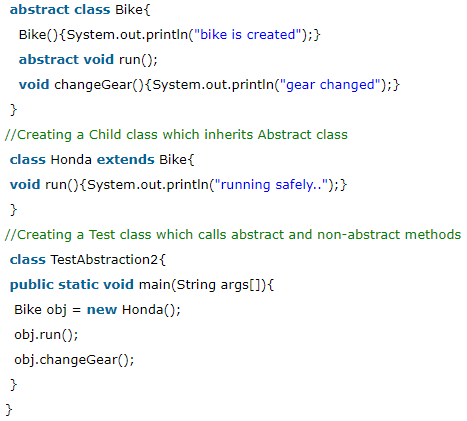 abstract class Bike{
Bike(){System.out.println("bike is created");}
abstract void run();
void changeGear(){System.out.println("gear changed");}
}
//Creating a Child class which inherits Abstract class
class Honda extends Bike{
void run(){System.out.println("running safely..");}
}
//Creating a Test class which calls abstract and non-abstract methods
class TestAbstraction2{
public static void main(String args[]){
Bike obj = new Honda();
obj.run();
obj.changeGear();
}
}